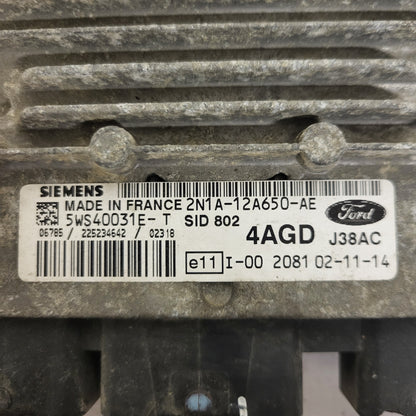 SIEMENS
MADE IN FRANCE 2N1A-12A650-AE
5WS40031E-T SID 802
Ford
06785 / 225234642 / 02318
4AGD J38AC
e11 I-00 2081 02-11-14